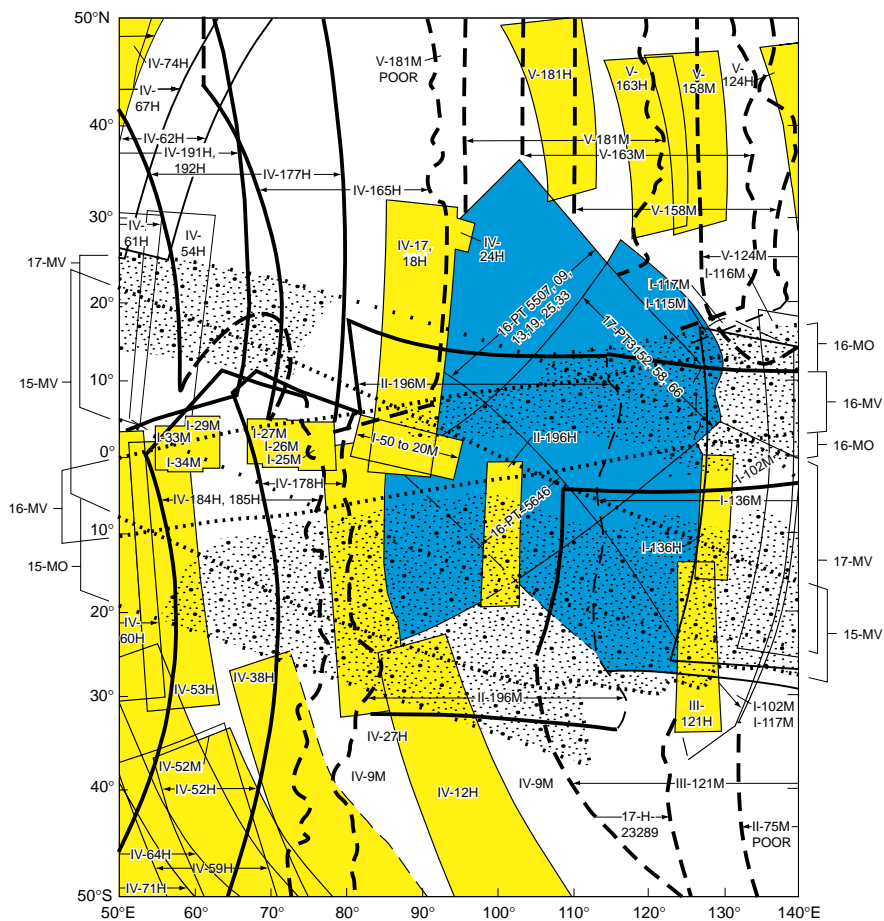 50°N
40°
30°
20°
10°
0°
10°
20°
30°
40°
50°S
50°E
60°
70°
80°
90°
100°
110°
120°
130°
140°E
17-MV
15-MV
16-MV
15-MO
16-MO
16-MV
16-MO
17-MV
15-MV
IV-74H
IV-
67H
IV-62H
IV-191H,
192H
IV-177H
IV-165H
V-181M
POOR
V-181H
V-
163H
V-
158M
V-
124H
V-181M
V-163M
V-158M
V-124M
I-116M
I-117M
I-115M
IV-
61H
IV-
54H
IV-17,
18H
IV-
24H
16-PT 5507, 09,
13,19, 25,33
17-PT3152, 58, 66
II-196M
II-196H
I-29M
I-33M
I-34M
I-27M
I-26M
I-25M
I-50 to 20M
IV-184H, 185H
IV-178H
16-PT-5646
I-102M
I-136M
I-136H
IV-
60H
IV-53H
IV-38H
II-196M
IV-27H
III-
121H
I-102M
I-117M
IV-52M
IV-52H
IV-9M
IV-12H
IV-9M
III-121M
17-H-
23289
II-75M
POOR
IV-64H
IV-59H
IV-71H